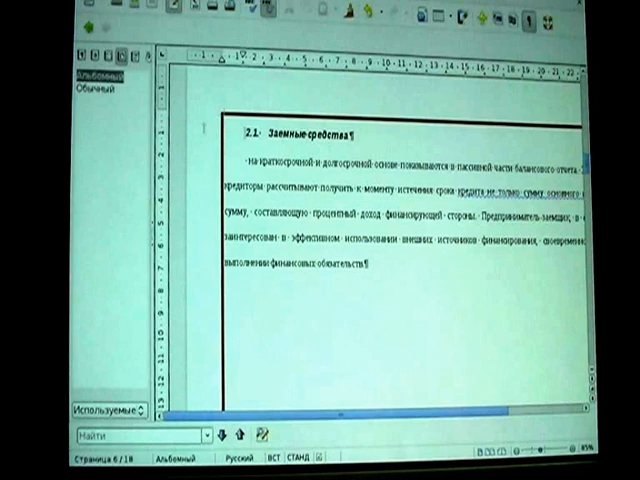 Альбомный
Обычный
2.1. Заемные средства¶
на краткосрочной и долгосрочной основе показываются в пассивной части балансового отчета
кредиторы рассчитывают получить к моменту истечения срока кредита не только сумму основного
сумму, составляющую процентный доход финансирующей стороны. Предприниматель-заемщик, в
заинтересован в эффективном использовании внешних источников финансирования,
выполнении финансовых обязательств¶
Используемые
Найти
Страница 6 / 18 Альбомный Русский ВСТ СТАНД 85%